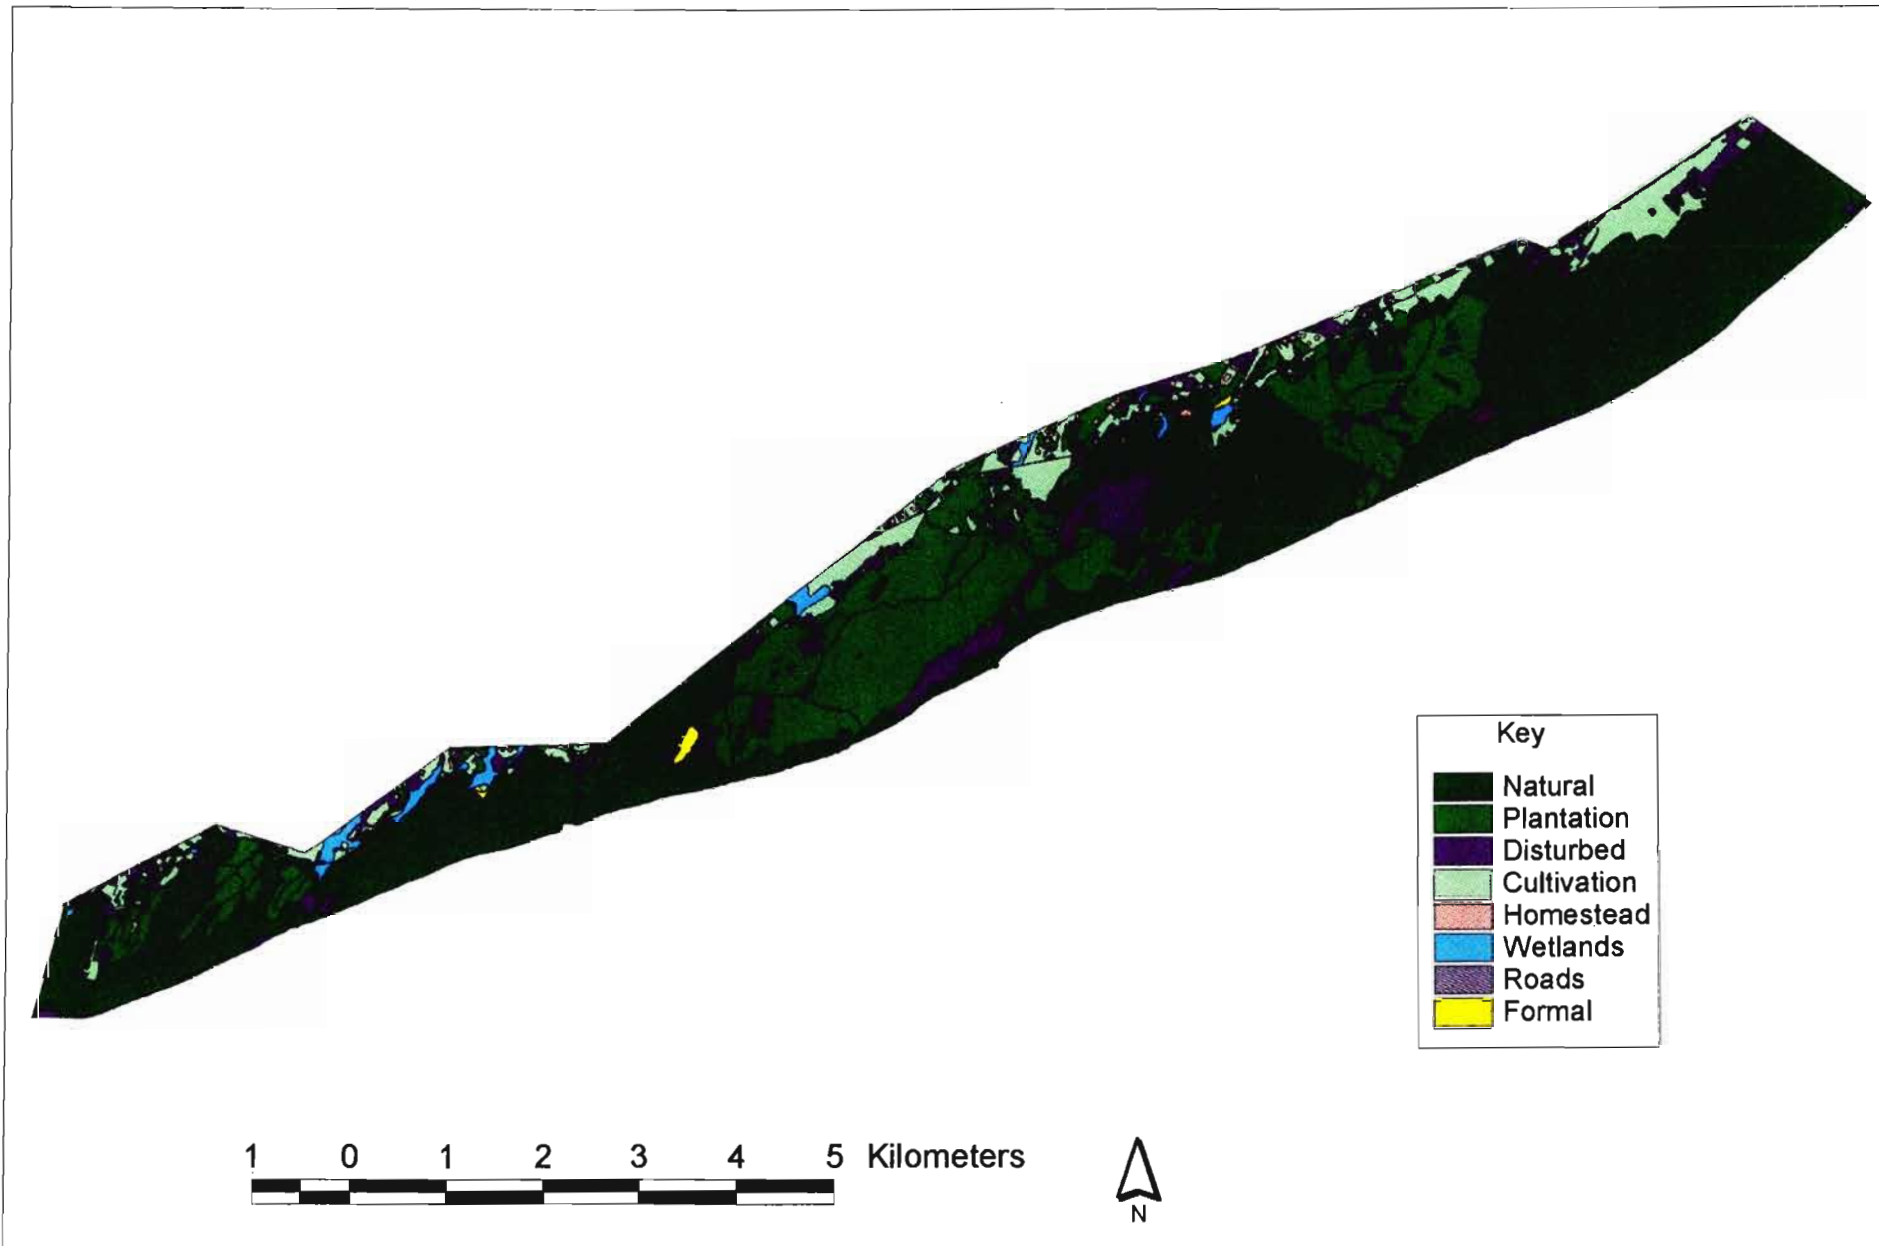 Key
Natural
Plantation
Disturbed
Cultivation
Homestead
Wetlands
Roads
Formal
1 0 1 2 3 4 5 Kilometers
N